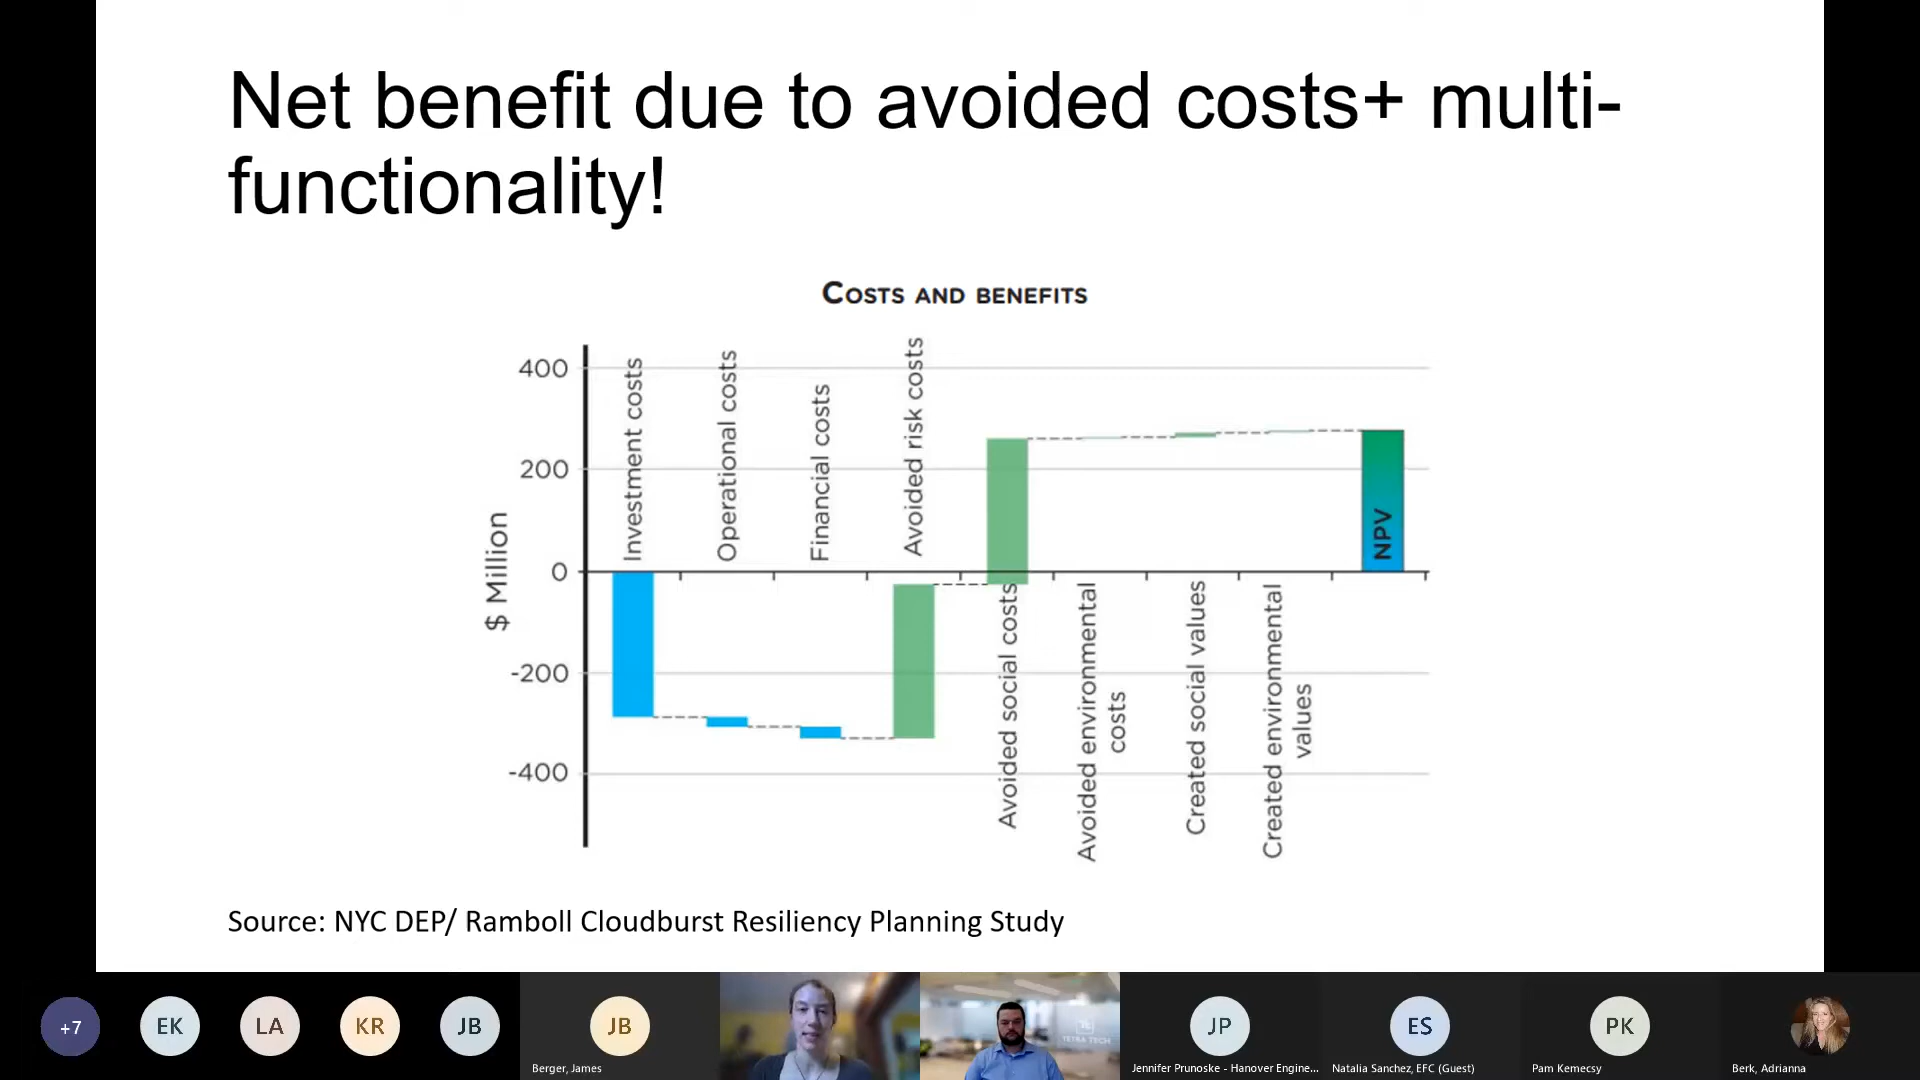 Net benefit due to avoided costs+ multi-
functionality!
COSTS AND BENEFITS
$ Million
400
200
0
-200
-400
Investment costs
Operational costs
Financial costs
Avoided risk costs
Avoided social costs
Avoided environmental
costs
Created social values
Created environmental
values
NPV
Source: NYC DEP/ Ramboll Cloudburst Resiliency Planning Study
+7
EK
LA
KR
JB
JB
Berger, James
TETRA TECH
JP
Jennifer Prunoske - Hanover Engine...
ES
Natalia Sanchez, EFC (Guest)
PK
Pam Kemecsy
Berk, Adrianna